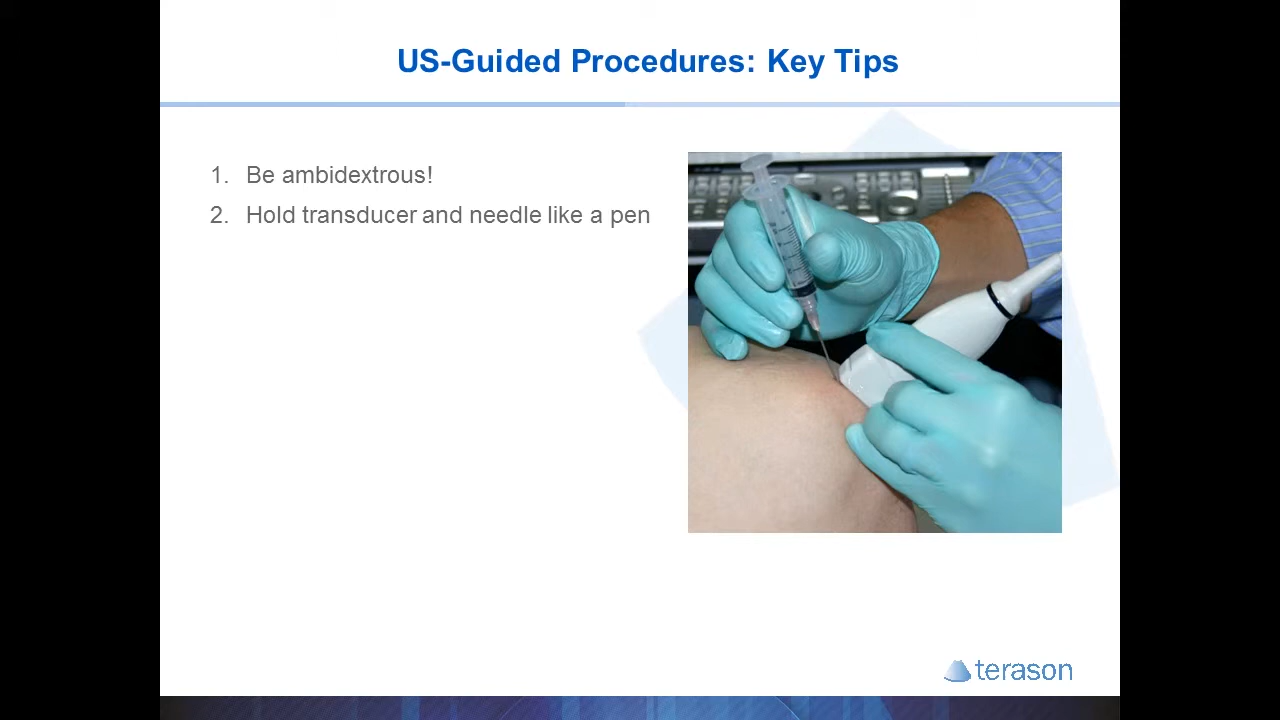 US-Guided Procedures: Key Tips
1. Be ambidextrous!
2. Hold transducer and needle like a pen
terason